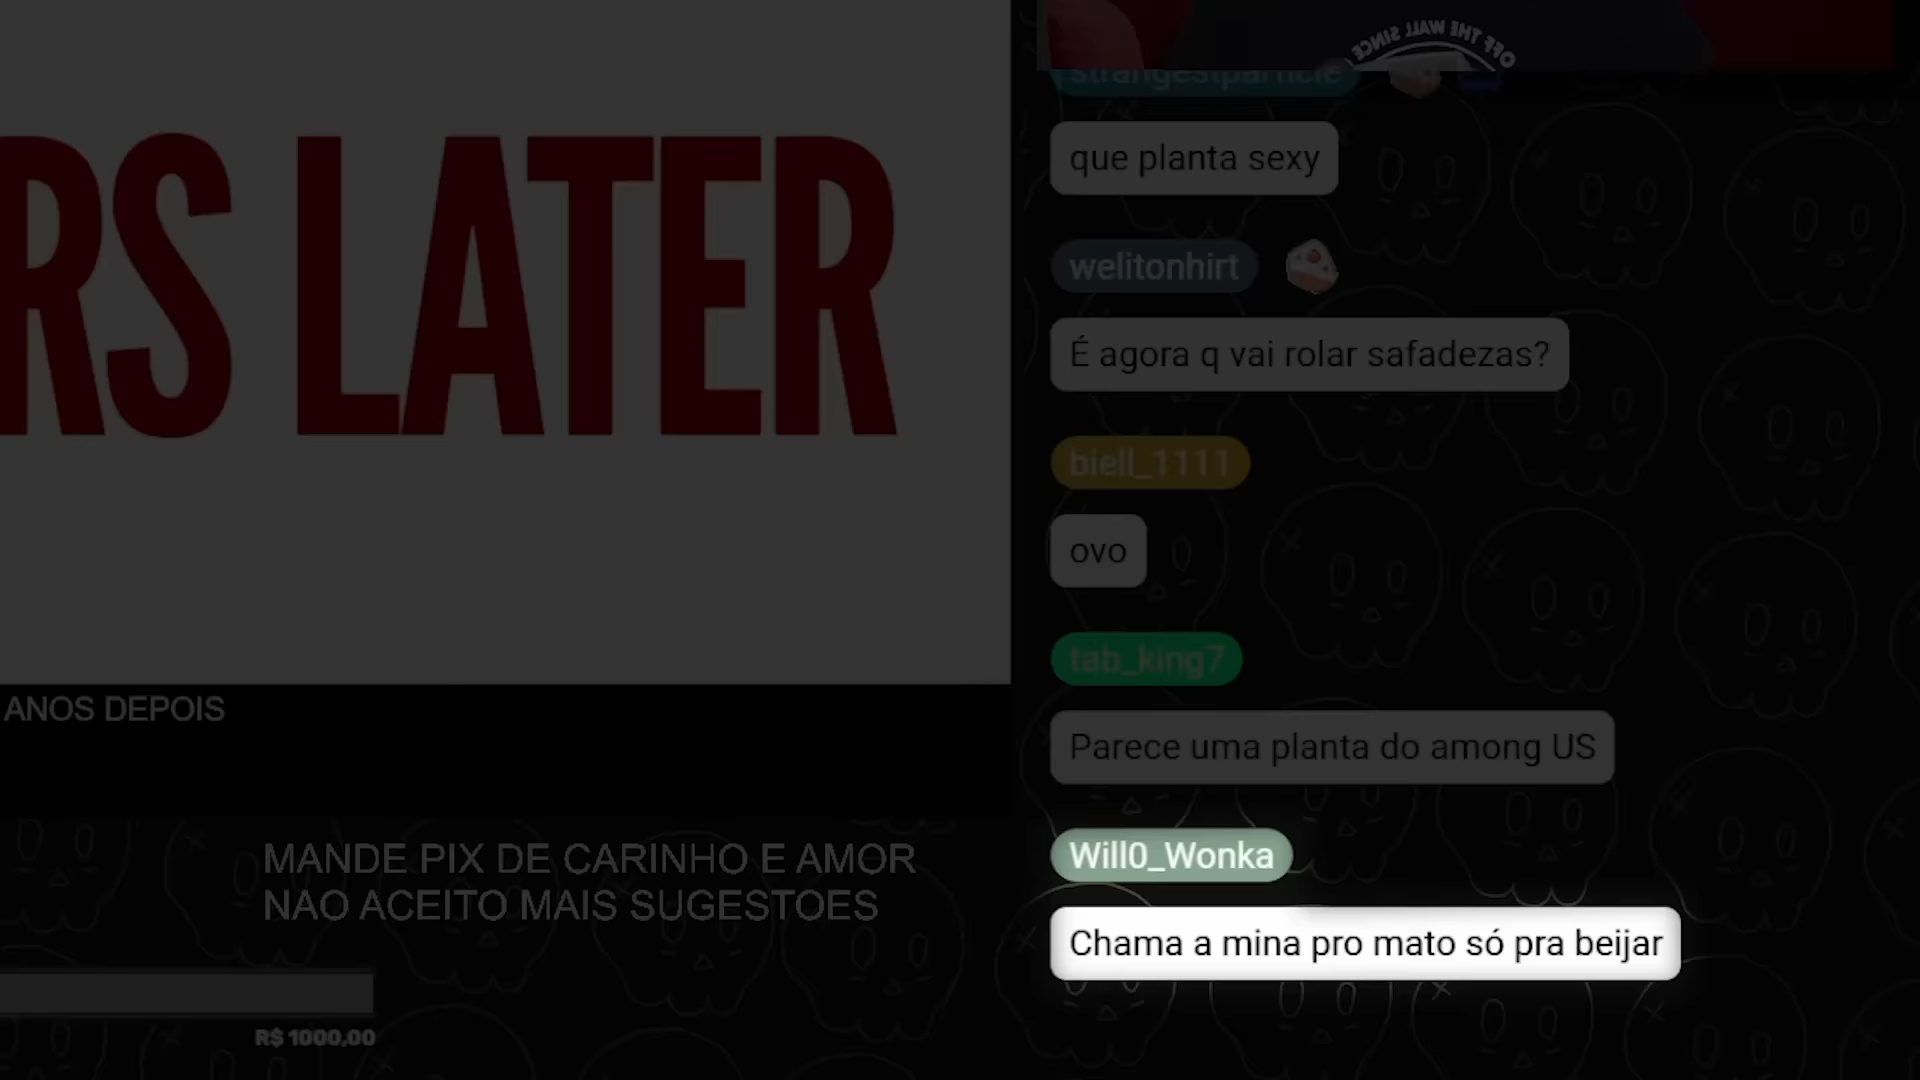 RS LATER
ANOS DEPOIS
MANDE PIX DE CARINHO E AMOR
NAO ACEITO MAIS SUGESTOES
R$ 1000,00
OFF THE WALL SINCE
strangestparticle
que planta sexy
welitonhirt
É agora q vai rolar safadezas?
biell_1111
ovo
tab_king7
Parece uma planta do among US
Will0_Wonka
Chama a mina pro mato só pra beijar